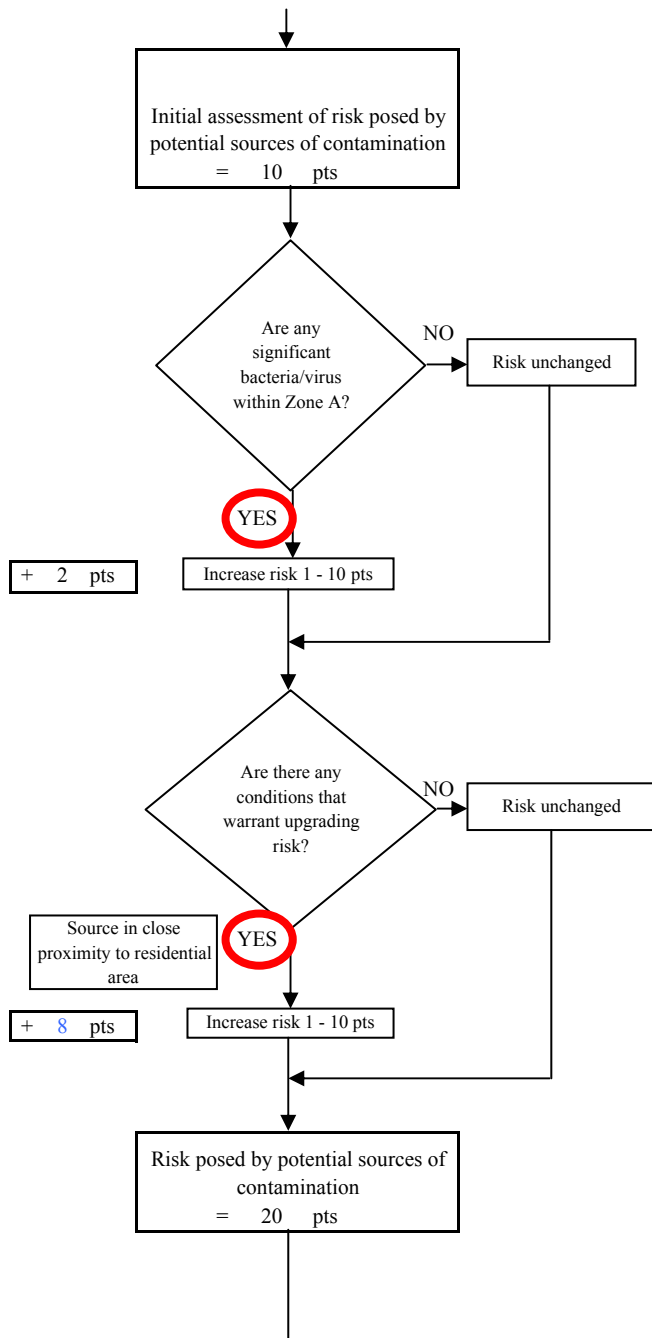 Initial assessment of risk posed by
potential sources of contamination
= 10 pts
Are any
significant
bacteria/virus
within Zone A?
NO
Risk unchanged
YES
+ 2 pts
Increase risk 1 - 10 pts
Are there any
conditions that
warrant upgrading
risk?
NO
Risk unchanged
Source in close
proximity to residential
area
YES
+ 8 pts
Increase risk 1 - 10 pts
Risk posed by potential sources of
contamination
= 20 pts